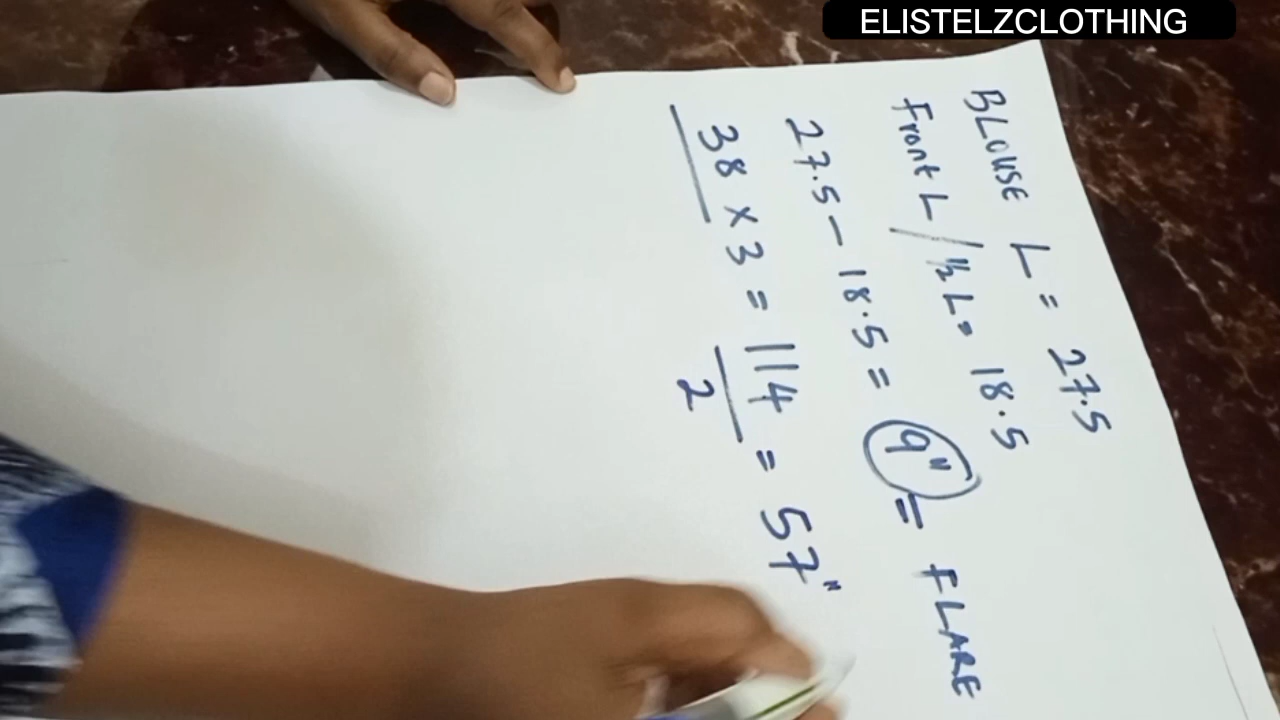 ELISTELZCLOTHING
BLOUSE L = 27.5
Front L / ½ L = 18.5
27.5 - 18.5 = 9" = FLARE
38 x 3 = 114 = 57"
2